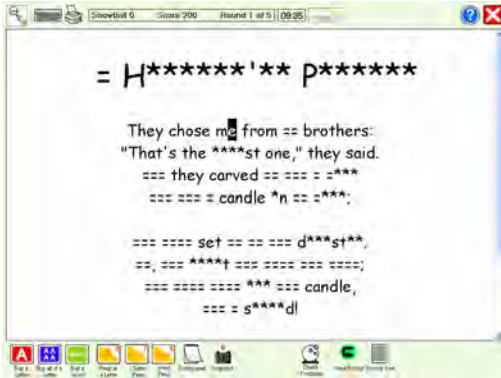 Snowball 0 Score 200 Round 1 of 5 09:35
= H******'** P******
They chose me from == brothers:
"That's the ****st one," they said.
=== they carved == === = =***
=== === = candle *n == =***;
=== ==== set == == === d***st**,
==, === ****t === ==== === ====;
=== ==== ==== *** === candle,
=== = s****d!